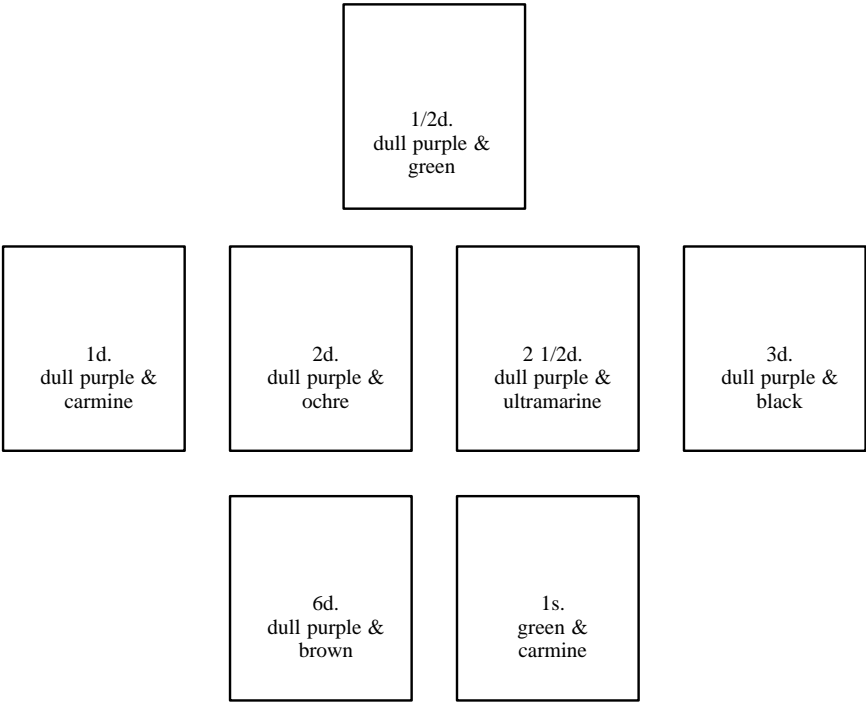 1/2d.
dull purple &
green
1d.
dull purple &
carmine
2d.
dull purple &
ochre
2 1/2d.
dull purple &
ultramarine
3d.
dull purple &
black
6d.
dull purple &
brown
1s.
green &
carmine